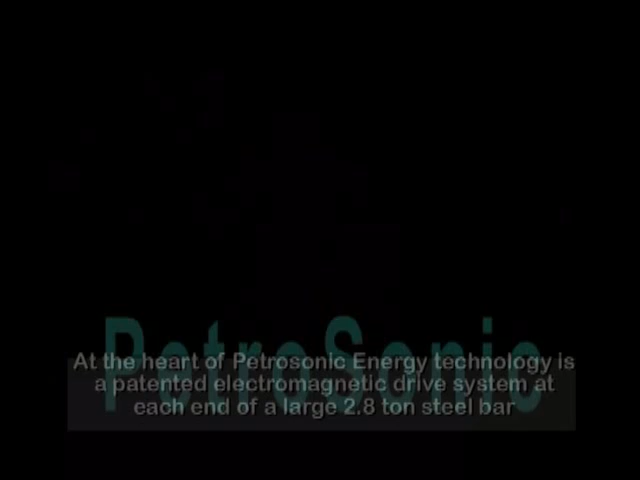 PetroSonic
At the heart of Petrosonic Energy technology is
a patented electromagnetic drive system at
each end of a large 2.8 ton steel bar